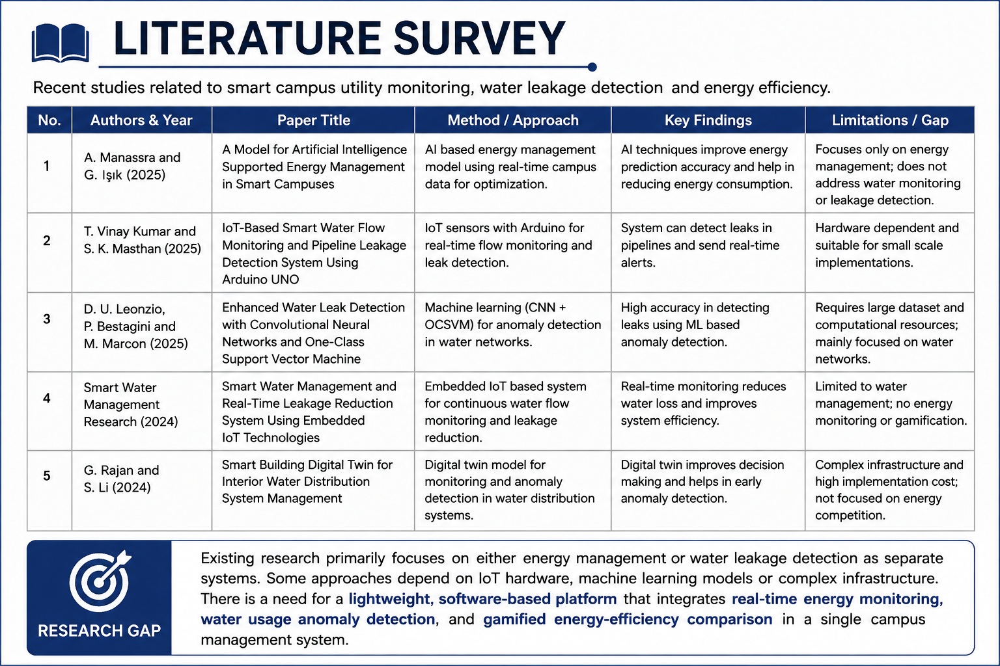 LITERATURE SURVEY
Recent studies related to smart campus utility monitoring, water leakage detection and energy efficiency.
No.
Authors & Year
Paper Title
Method / Approach
Key Findings
Limitations / Gap
1
A. Manassra and
G. Işık (2025)
A Model for Artificial Intelligence
Supported Energy Management
in Smart Campuses
AI based energy management
model using real-time campus
data for optimization.
AI techniques improve energy
prediction accuracy and help in
reducing energy consumption.
Focuses only on energy
management; does not
address water monitoring
or leakage detection.
2
T. Vinay Kumar and
S. K. Masthan (2025)
IoT-Based Smart Water Flow
Monitoring and Pipeline Leakage
Detection System Using
Arduino UNO
IoT sensors with Arduino for
real-time flow monitoring and
leak detection.
System can detect leaks in
pipelines and send real-time
alerts.
Hardware dependent and
suitable for small scale
implementations.
3
D. U. Leonzio,
P. Bestagini and
M. Marcon (2025)
Enhanced Water Leak Detection
with Convolutional Neural
Networks and One-Class
Support Vector Machine
Machine learning (CNN +
OCSVM) for anomaly detection
in water networks.
High accuracy in detecting
leaks using ML based
anomaly detection.
Requires large dataset and
computational resources;
mainly focused on water
networks.
4
Smart Water
Management
Research (2024)
Smart Water Management and
Real-Time Leakage Reduction
System Using Embedded
IoT Technologies
Embedded IoT based system
for continuous water flow
monitoring and leakage
reduction.
Real-time monitoring reduces
water loss and improves
system efficiency.
Limited to water
management; no energy
monitoring or gamification.
5
G. Rajan and
S. Li (2024)
Smart Building Digital Twin for
Interior Water Distribution
System Management
Digital twin model for
monitoring and anomaly
detection in water distribution
systems.
Digital twin improves decision
making and helps in early
anomaly detection.
Complex infrastructure and
high implementation cost;
not focused on energy
competition.
RESEARCH GAP
Existing research primarily focuses on either energy management or water leakage detection as separate
systems. Some approaches depend on IoT hardware, machine learning models or complex infrastructure.
There is a need for a lightweight, software-based platform that integrates real-time energy monitoring,
water usage anomaly detection, and gamified energy-efficiency comparison in a single campus
management system.